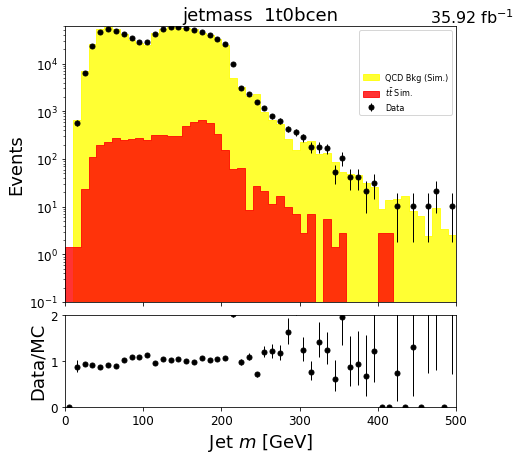 jetmass 1t0bcen
35.92 fb⁻¹
QCD Bkg (Sim.)
tt̄ Sim.
Data
Events
10⁴
10³
10²
10¹
10⁰
10⁻¹
Data/MC
2
1
0
0 100 200 300 400 500
Jet m [GeV]